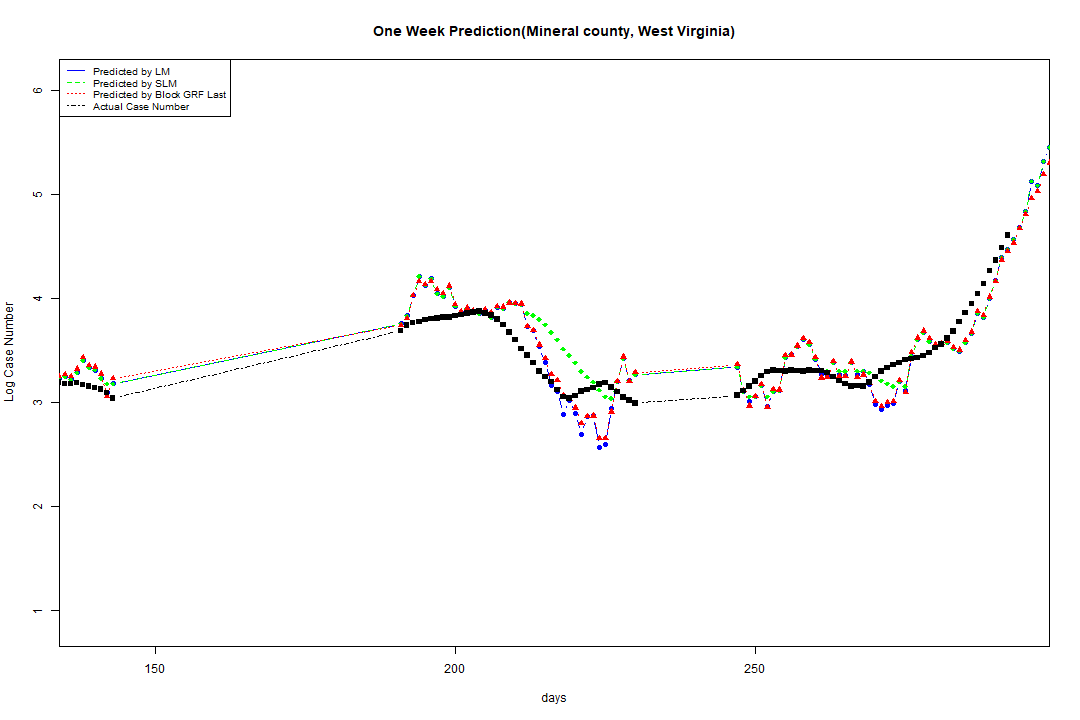 One Week Prediction(Mineral county, West Virginia)
Predicted by LM
Predicted by SLM
Predicted by Block GRF Last
Actual Case Number
6
5
4
3
2
1
Log Case Number
150
200
250
days